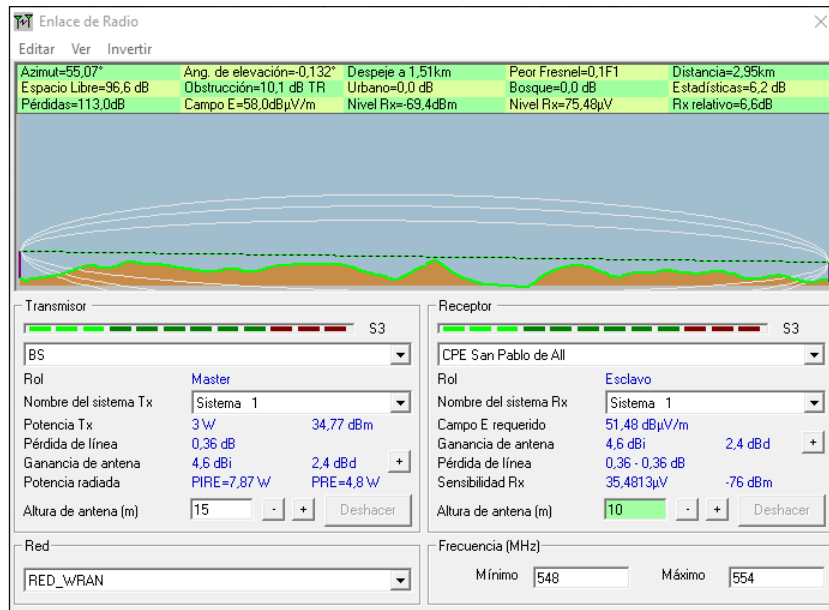 Enlace de Radio
Editar Ver Invertir
Azimut=55,07° Ang. de elevación=-0,132° Despeje a 1,51km Peor Fresnel=0,1F1 Distancia=2,95km
Espacio Libre=96,6 dB Obstrucción=10,1 dB TR Urbano=0,0 dB Bosque=0,0 dB Estadísticas=6,2 dB
Pérdidas=113,0dB Campo E=58,0dBµV/m Nivel Rx=-69,4dBm Nivel Rx=75,48µV Rx relativo=6,6dB
Transmisor
S3
BS
Rol Master
Nombre del sistema Tx Sistema 1
Potencia Tx 3 W 34,77 dBm
Pérdida de línea 0,36 dB
Ganancia de antena 4,6 dBi 2,4 dBd +
Potencia radiada PIRE=7,87 W PRE=4,8 W
Altura de antena (m) 15 - + Deshacer
Receptor
S3
CPE San Pablo de All
Rol Esclavo
Nombre del sistema Rx Sistema 1
Campo E requerido 51,48 dBµV/m
Ganancia de antena 4,6 dBi 2,4 dBd +
Pérdida de línea 0,36 - 0,36 dB
Sensibilidad Rx 35,4813µV -76 dBm
Altura de antena (m) 10 - + Deshacer
Red
RED_WRAN
Frecuencia (MHz)
Mínimo 548 Máximo 554